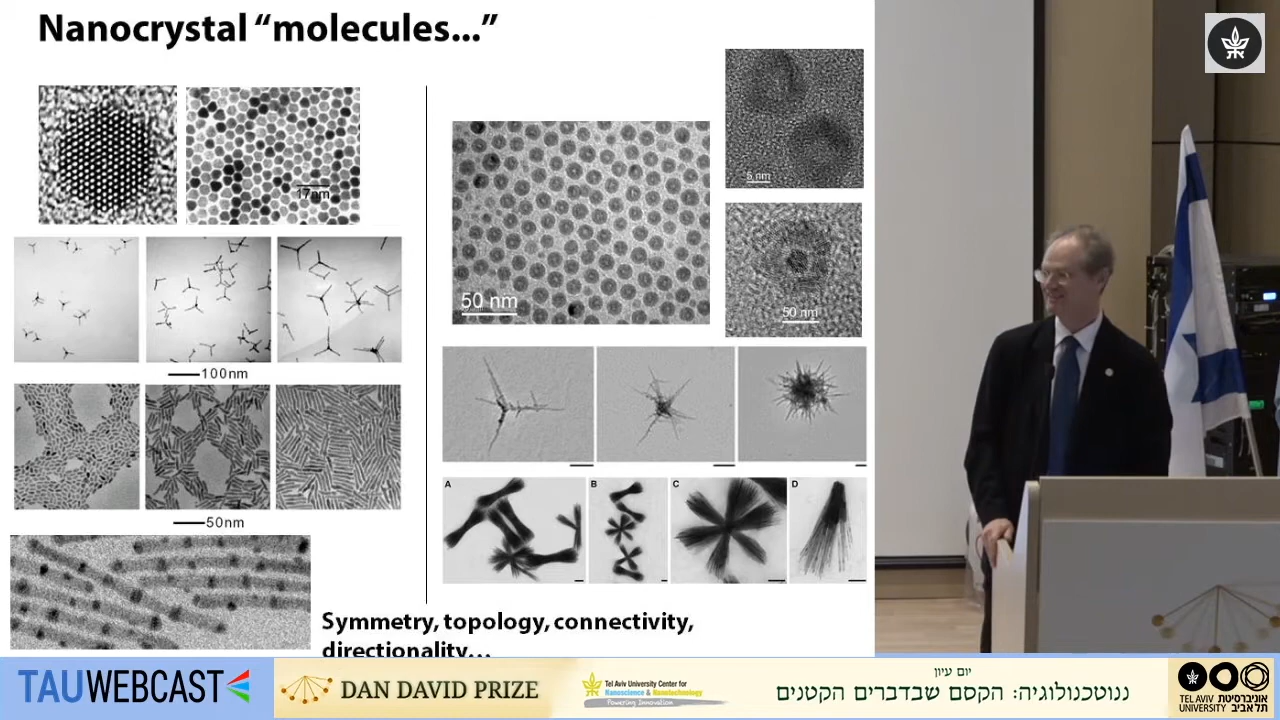 Nanocrystal “molecules...”
17nm
50 nm
5 nm
50 nm
100nm
50nm
A
B
C
D
Symmetry, topology, connectivity,
directionality...
TAUWEBCAST
DAN DAVID PRIZE
Tel Aviv University Center for
Nanoscience & Nanotechnology
Powering Innovation
יום עיון
ננוטכנולוגיה: הקסם שבדברים הקטנים
TEL AVIV אוניברסיטת
UNIVERSITY תל אביב